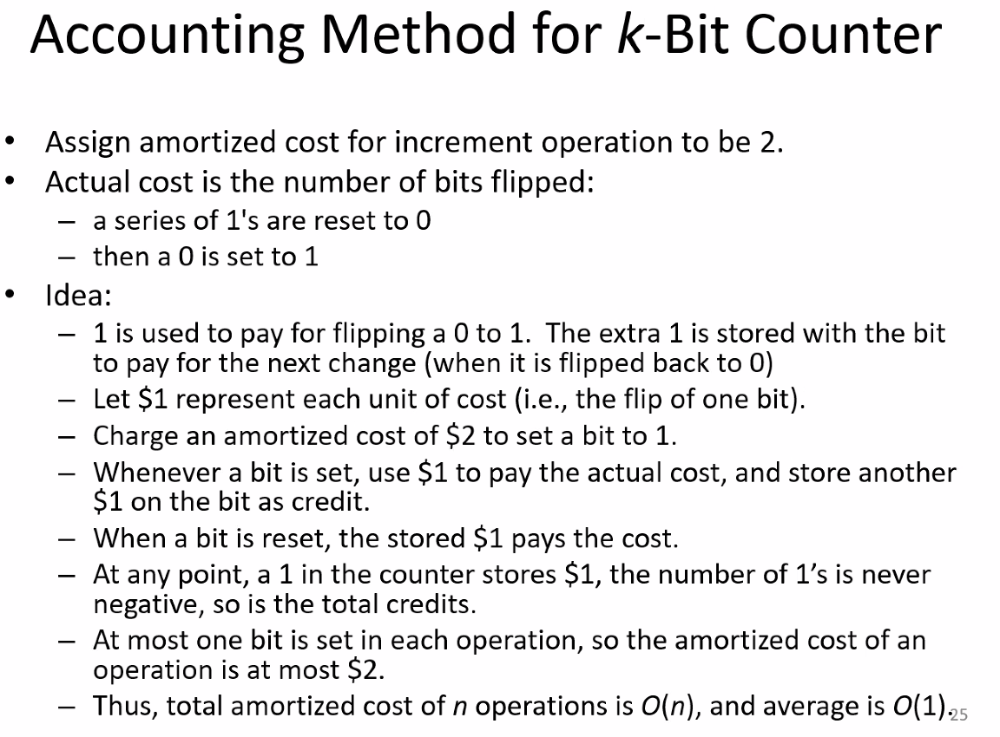 Accounting Method for k-Bit Counter
• Assign amortized cost for increment operation to be 2.
• Actual cost is the number of bits flipped:
– a series of 1's are reset to 0
– then a 0 is set to 1
• Idea:
– 1 is used to pay for flipping a 0 to 1.  The extra 1 is stored with the bit
to pay for the next change (when it is flipped back to 0)
– Let $1 represent each unit of cost (i.e., the flip of one bit).
– Charge an amortized cost of $2 to set a bit to 1.
– Whenever a bit is set, use $1 to pay the actual cost, and store another
$1 on the bit as credit.
– When a bit is reset, the stored $1 pays the cost.
– At any point, a 1 in the counter stores $1, the number of 1’s is never
negative, so is the total credits.
– At most one bit is set in each operation, so the amortized cost of an
operation is at most $2.
– Thus, total amortized cost of n operations is O(n), and average is O(1).
25